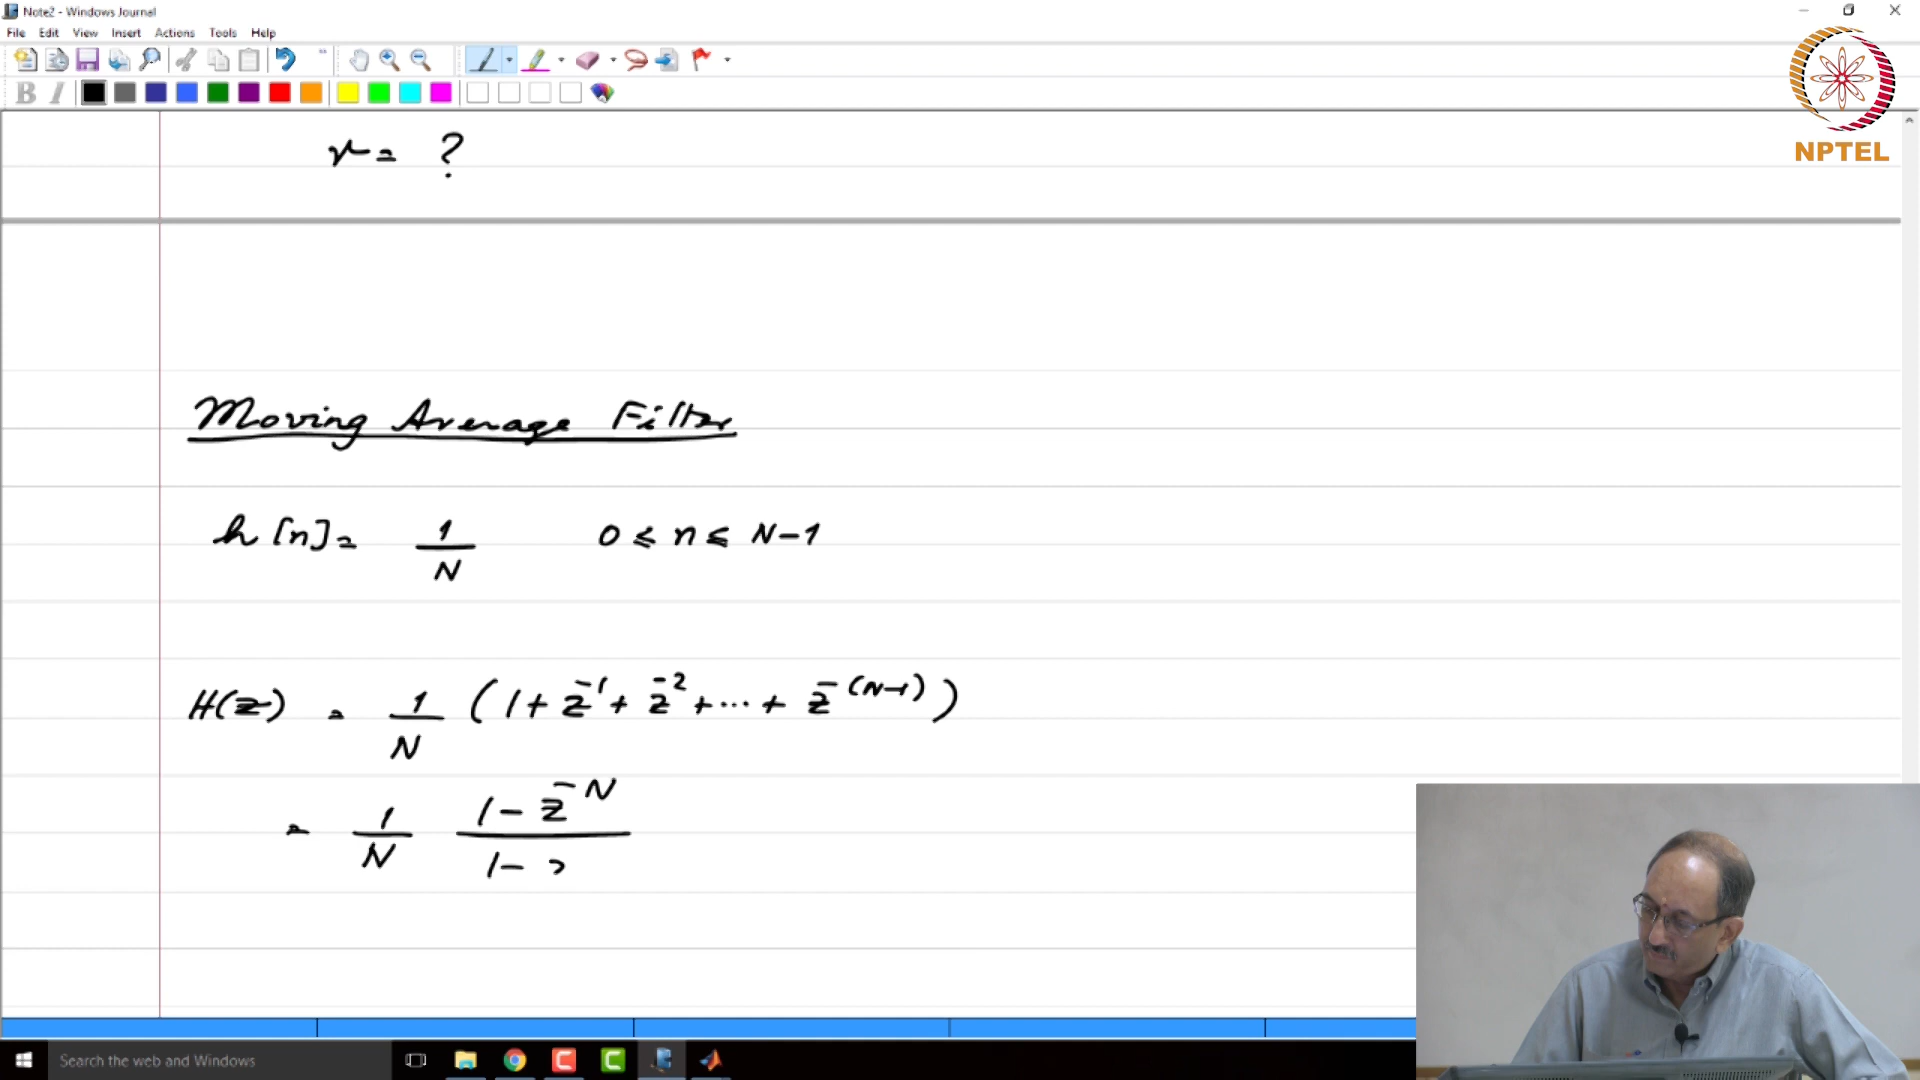 Note2 - Windows Journal
File Edit View Insert Actions Tools Help
B I
NPTEL
r = ?
Moving Average Filter
h[n] = 1/N 0 ≤ n ≤ N-1
H(z) = 1/N (1 + z^-1 + z^-2 + ... + z^-(N-1))
= 1/N (1 - z^-N)/(1 -
Search the web and Windows